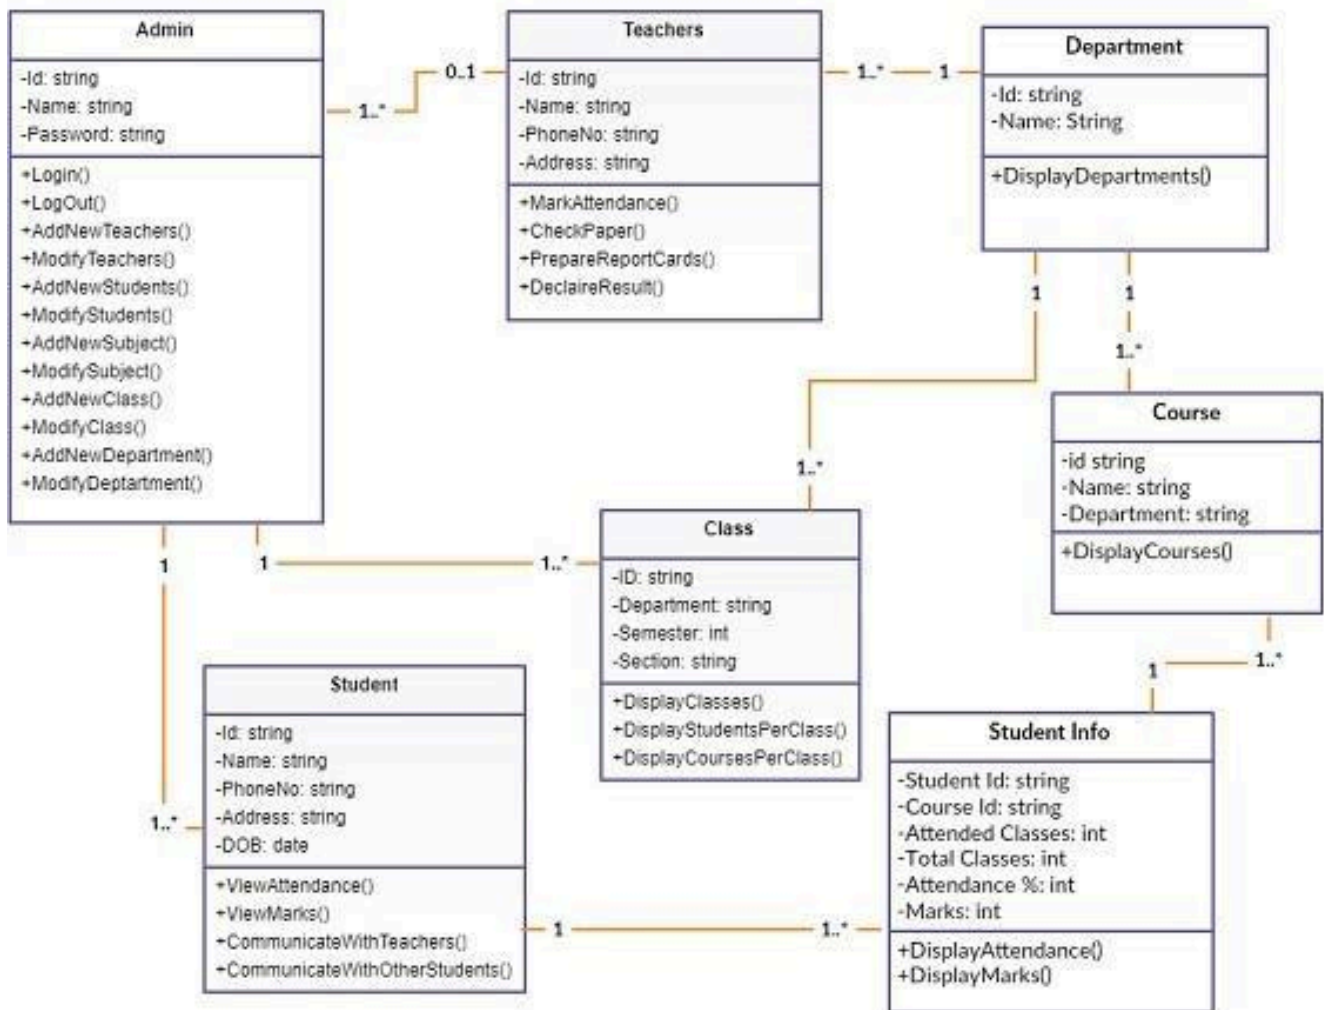 Admin
-Id: string
-Name: string
-Password: string
+Login()
+LogOut()
+AddNewTeachers()
+ModifyTeachers()
+AddNewStudents()
+ModifyStudents()
+AddNewSubject()
+ModifySubject()
+AddNewClass()
+ModifyClass()
+AddNewDepartment()
+ModifyDeptartment()
1..*
0..1
Teachers
-Id: string
-Name: string
-PhoneNo: string
-Address: string
+MarkAttendance()
+CheckPaper()
+PrepareReportCards()
+DeclaireResult()
1..*
1
Department
-Id: string
-Name: String
+DisplayDepartments()
1
1
1..*
1..*
Course
-id string
-Name: string
-Department: string
+DisplayCourses()
1
1
1..*
Class
-ID: string
-Department: string
-Semester: int
-Section: string
+DisplayClasses()
+DisplayStudentsPerClass()
+DisplayCoursesPerClass()
1
1..*
1..*
Student
-Id: string
-Name: string
-PhoneNo: string
-Address: string
-DOB: date
+ViewAttendance()
+ViewMarks()
+CommunicateWithTeachers()
+CommunicateWithOtherStudents()
1
1..*
Student Info
-Student Id: string
-Course Id: string
-Attended Classes: int
-Total Classes: int
-Attendance %: int
-Marks: int
+DisplayAttendance()
+DisplayMarks()